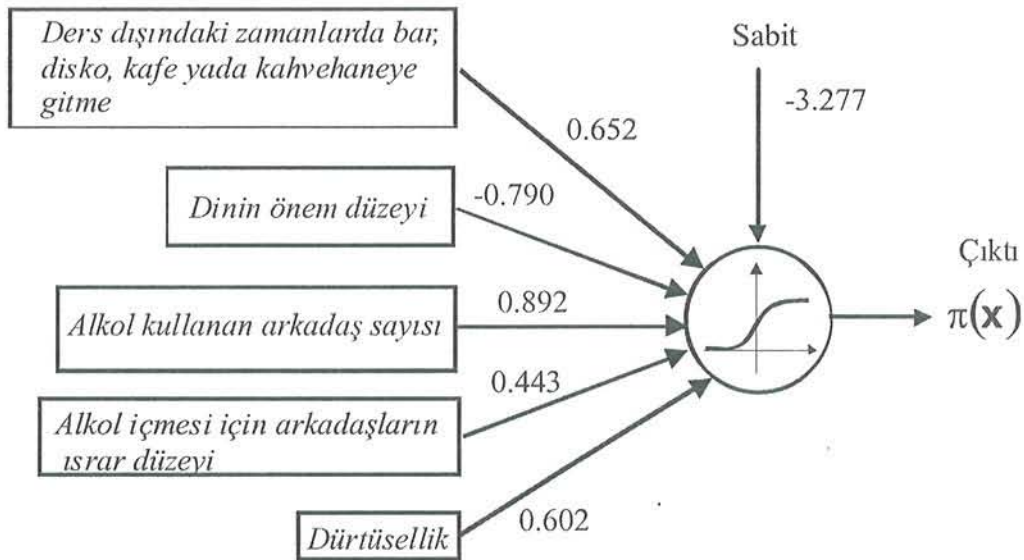 Ders dışındaki zamanlarda bar,
disko, kafe yada kahvehaneye
gitme
Sabit
-3.277
0.652
Dinin önem düzeyi
-0.790
Çıktı
π(x)
Alkol kullanan arkadaş sayısı
0.892
Alkol içmesi için arkadaşların
ısrar düzeyi
0.443
Dürtüsellik
0.602